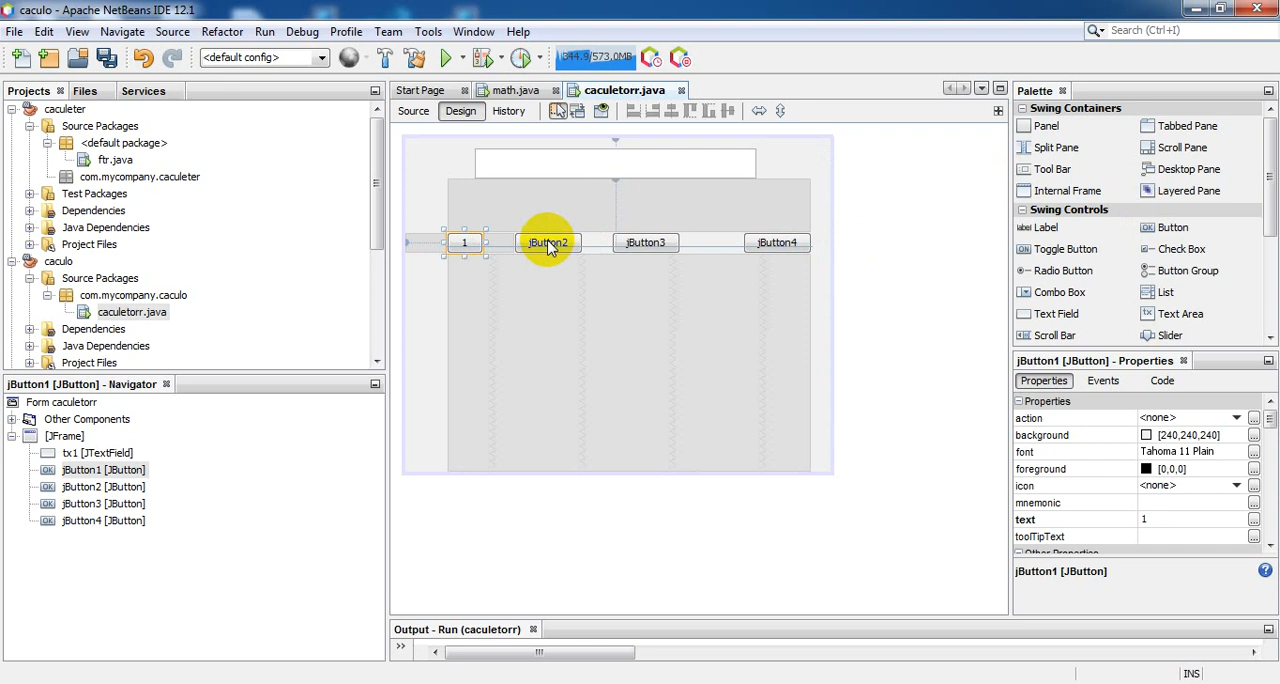 caculo - Apache NetBeans IDE 12.1
File Edit View Navigate Source Refactor Run Debug Profile Team Tools Window Help
Search (Ctrl+I)
<default config>
344.9/573.0MB
Projects Files Services
caculeter
Source Packages
<default package>
ftr.java
com.mycompany.caculeter
Test Packages
Dependencies
Java Dependencies
Project Files
caculo
Source Packages
com.mycompany.caculo
caculetorr.java
Dependencies
Java Dependencies
Project Files
jButton1 [JButton] - Navigator
Form caculetorr
Other Components
[JFrame]
tx1 [JTextField]
jButton1 [JButton]
jButton2 [JButton]
jButton3 [JButton]
jButton4 [JButton]
Start Page math.java caculetorr.java
Source Design History
1 jButton2 jButton3 jButton4
Output - Run (caculetorr)
Palette
Swing Containers
Panel Tabbed Pane
Split Pane Scroll Pane
Tool Bar Desktop Pane
Internal Frame Layered Pane
Swing Controls
Label Button
Toggle Button Check Box
Radio Button Button Group
Combo Box List
Text Field Text Area
Scroll Bar Slider
jButton1 [JButton] - Properties
Properties Events Code
Properties
action <none>
background [240,240,240]
font Tahoma 11 Plain
foreground [0,0,0]
icon <none>
mnemonic
text 1
toolTipText
Other Properties
jButton1 [JButton]
INS